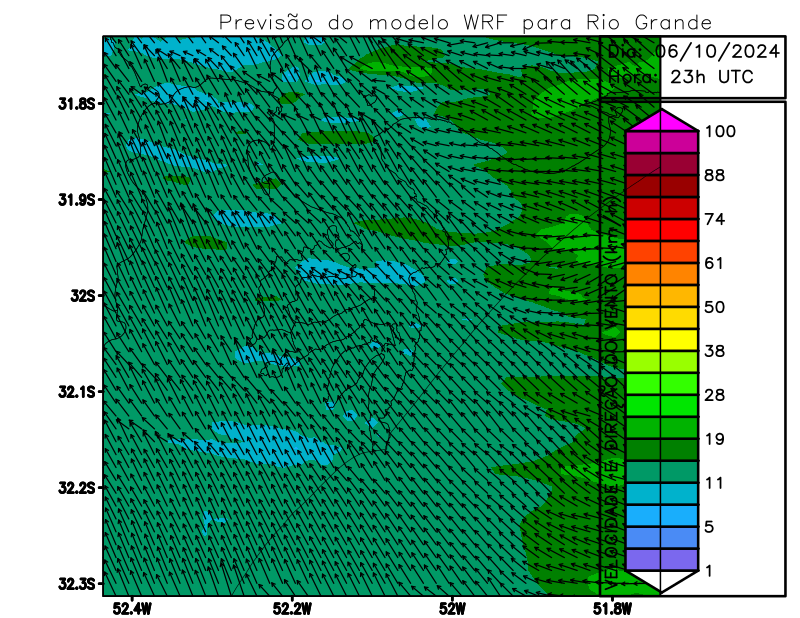 Previsão do modelo WRF para Rio Grande
Dia: 06/10/2024
Hora: 23h UTC
VELOCIDADE E DIREÇÃO DO VENTO (km/h)
100
88
74
61
50
38
28
19
11
5
1
31.8S
31.9S
32S
32.1S
32.2S
32.3S
52.4W
52.2W
52W
51.8W